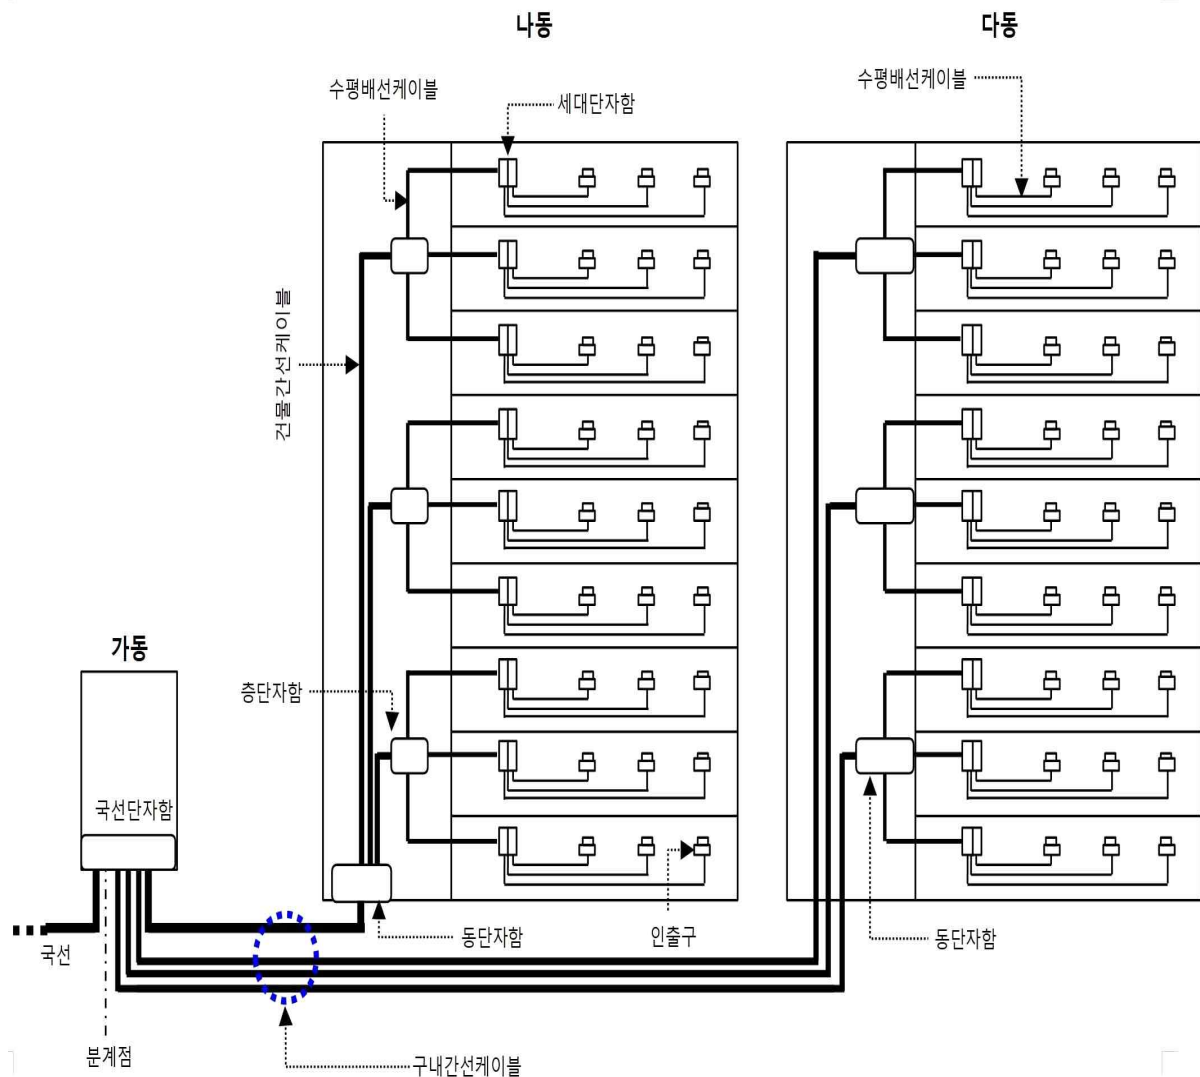 나동
다동
수평배선케이블
세대단자함
수평배선케이블
건물간선케이블
가동
층단자함
국선단자함
국선
동단자함
인출구
동단자함
분계점
구내간선케이블